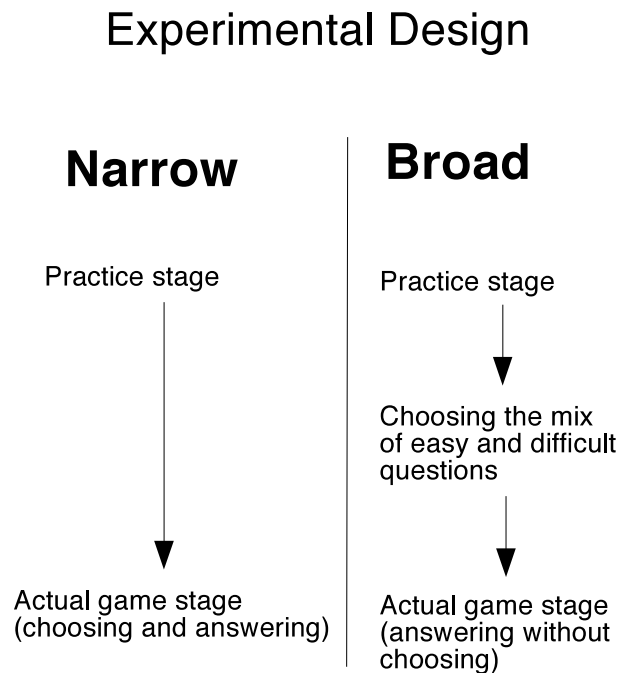 Experimental Design
Narrow
Practice stage
Actual game stage
(choosing and answering)
Broad
Practice stage
Choosing the mix
of easy and difficult
questions
Actual game stage
(answering without
choosing)